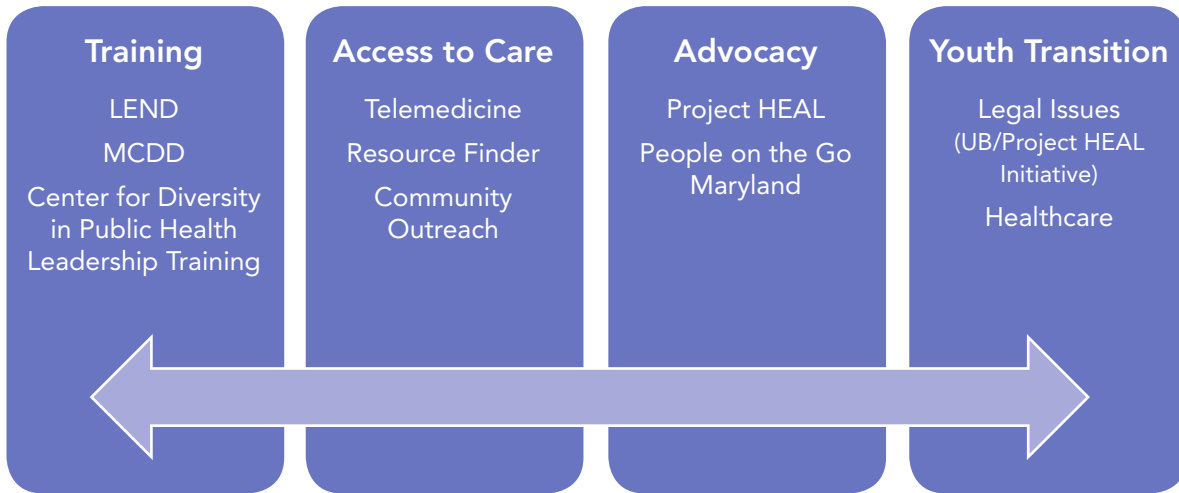 Training
LEND
MCDD
Center for Diversity
in Public Health
Leadership Training
Access to Care
Telemedicine
Resource Finder
Community
Outreach
Advocacy
Project HEAL
People on the Go
Maryland
Youth Transition
Legal Issues
(UB/Project HEAL
Initiative)
Healthcare